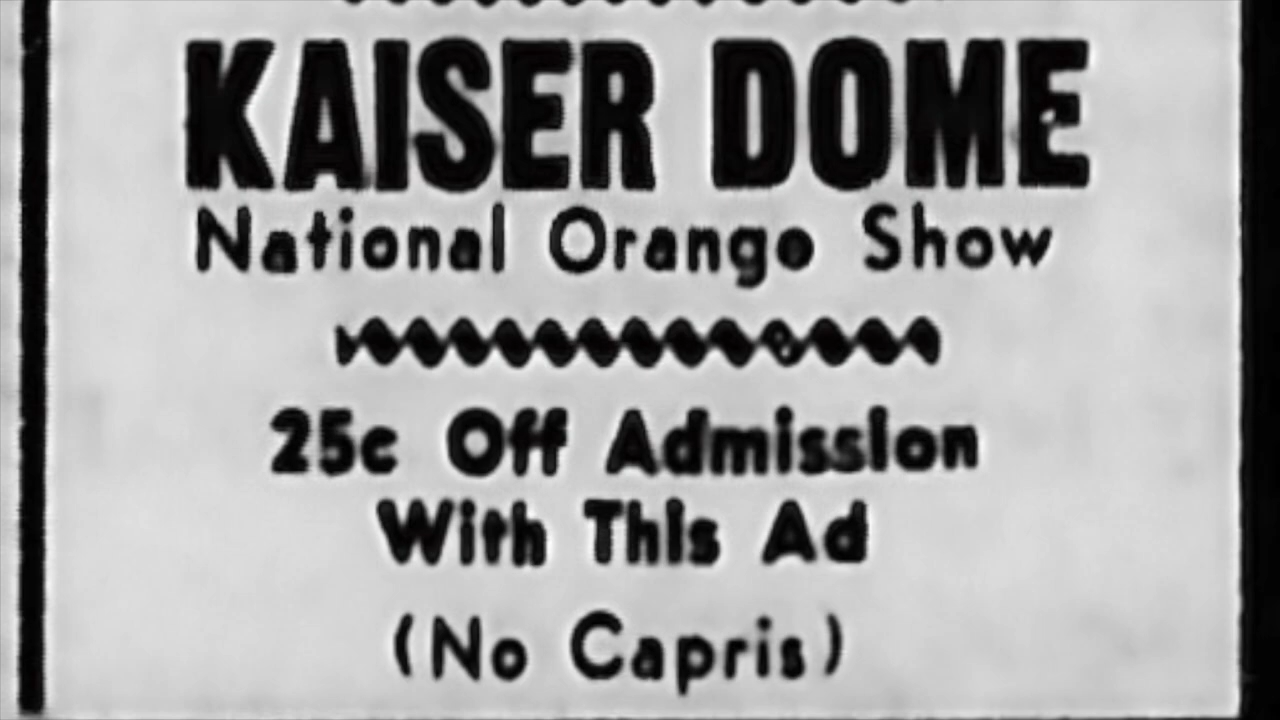 KAISER DOME
National Orange Show
25c Off Admission
With This Ad
(No Capris)